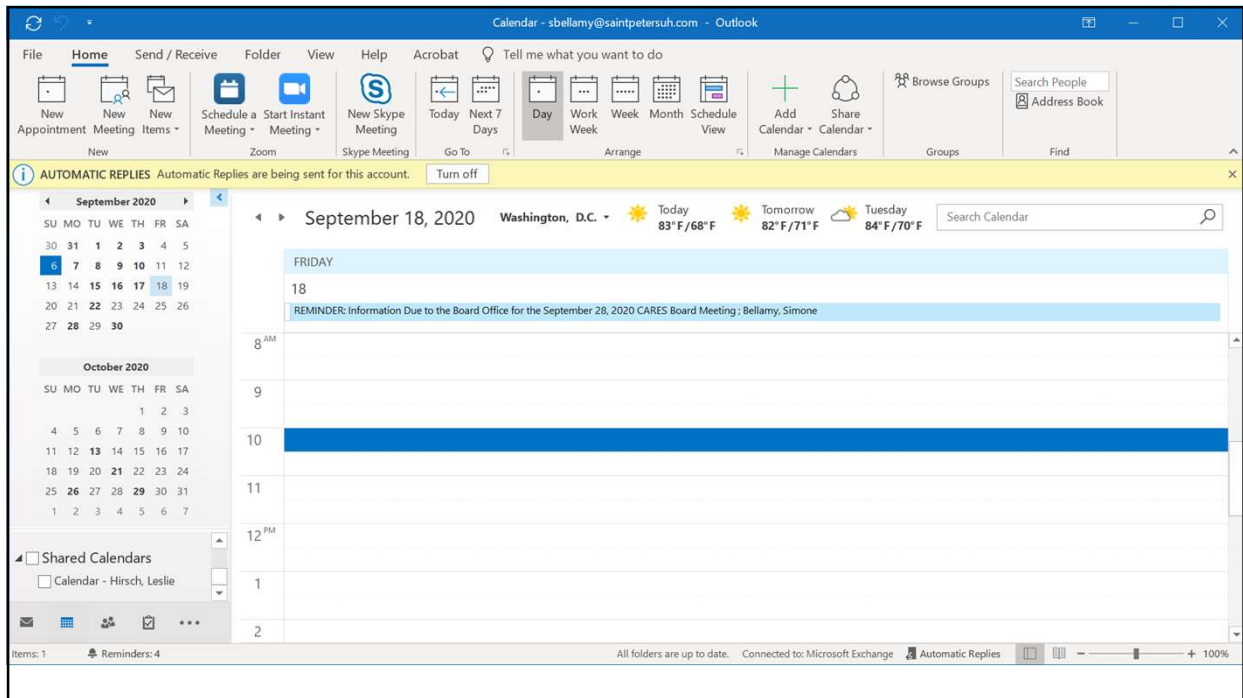 Calendar - sbellamy@saintpetersuh.com - Outlook
File Home Send / Receive Folder View Help Acrobat Tell me what you want to do
New Appointment
New Meeting
New Items
Schedule a Meeting
Start Instant Meeting
New Skype Meeting
Today
Next 7 Days
Day
Work Week
Week
Month
Schedule View
Add Calendar
Share Calendar
Browse Groups
Search People
Address Book
New Zoom Skype Meeting Go To Arrange Manage Calendars Groups Find
AUTOMATIC REPLIES Automatic Replies are being sent for this account. Turn off
September 2020
SU MO TU WE TH FR SA
30 31 1 2 3 4 5
6 7 8 9 10 11 12
13 14 15 16 17 18 19
20 21 22 23 24 25 26
27 28 29 30
October 2020
SU MO TU WE TH FR SA
1 2 3
4 5 6 7 8 9 10
11 12 13 14 15 16 17
18 19 20 21 22 23 24
25 26 27 28 29 30 31
1 2 3 4 5 6 7
Shared Calendars
Calendar - Hirsch, Leslie
September 18, 2020
Washington, D.C.
Today
83°F/68°F
Tomorrow
82°F/71°F
Tuesday
84°F/70°F
Search Calendar
FRIDAY
18
REMINDER: Information Due to the Board Office for the September 28, 2020 CARES Board Meeting; Bellamy, Simone
8 AM
9
10
11
12 PM
1
2
Items: 1 Reminders: 4 All folders are up to date. Connected to: Microsoft Exchange Automatic Replies 100%